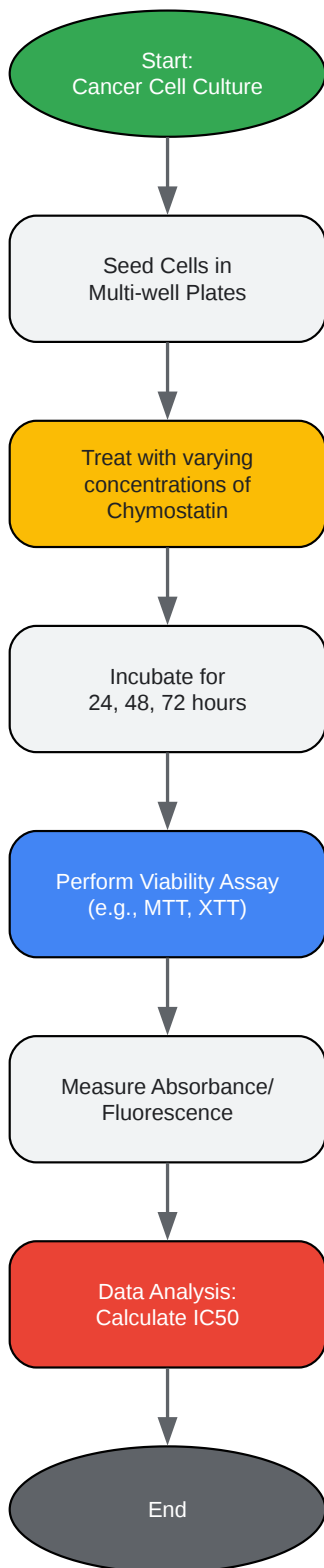 Start:
Cancer Cell Culture
Seed Cells in
Multi-well Plates
Treat with varying
concentrations of
Chymostatin
Incubate for
24, 48, 72 hours
Perform Viability Assay
(e.g., MTT, XTT)
Measure Absorbance/
Fluorescence
Data Analysis:
Calculate IC50
End